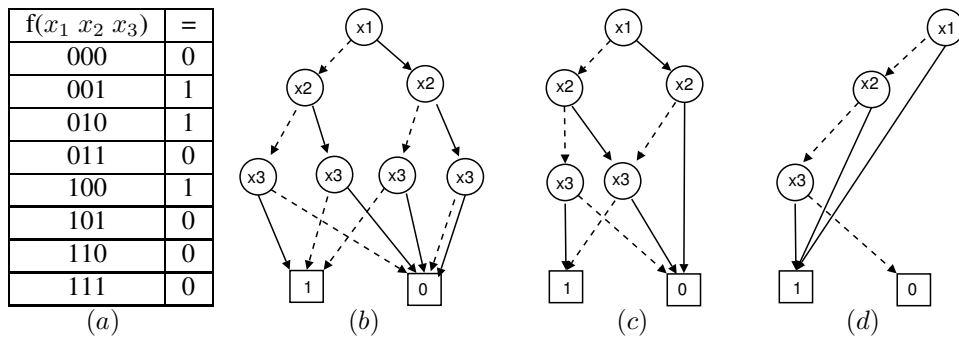 f(x₁ x₂ x₃) =
000 0
001 1
010 1
011 0
100 1
101 0
110 0
111 0
(a)
x1
x2 x2
x3 x3 x3 x3
1 0
(b)
x1
x2 x2
x3 x3
1 0
(c)
x1
x2
x3
1 0
(d)